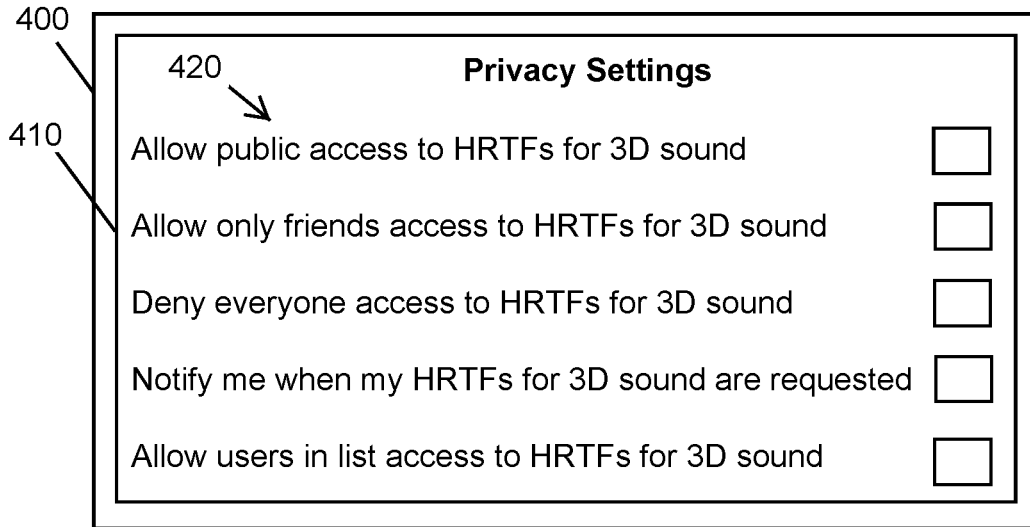 400
420
Privacy Settings
410
Allow public access to HRTFs for 3D sound
Allow only friends access to HRTFs for 3D sound
Deny everyone access to HRTFs for 3D sound
Notify me when my HRTFs for 3D sound are requested
Allow users in list access to HRTFs for 3D sound